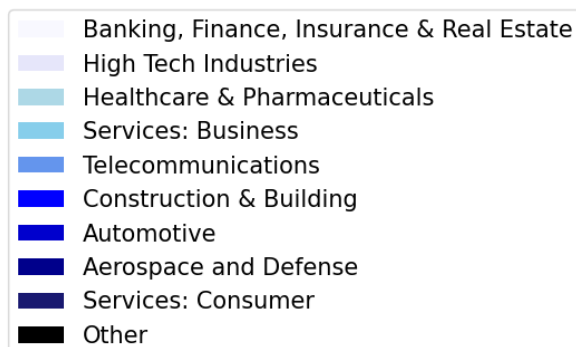 Banking, Finance, Insurance & Real Estate
High Tech Industries
Healthcare & Pharmaceuticals
Services: Business
Telecommunications
Construction & Building
Automotive
Aerospace and Defense
Services: Consumer
Other